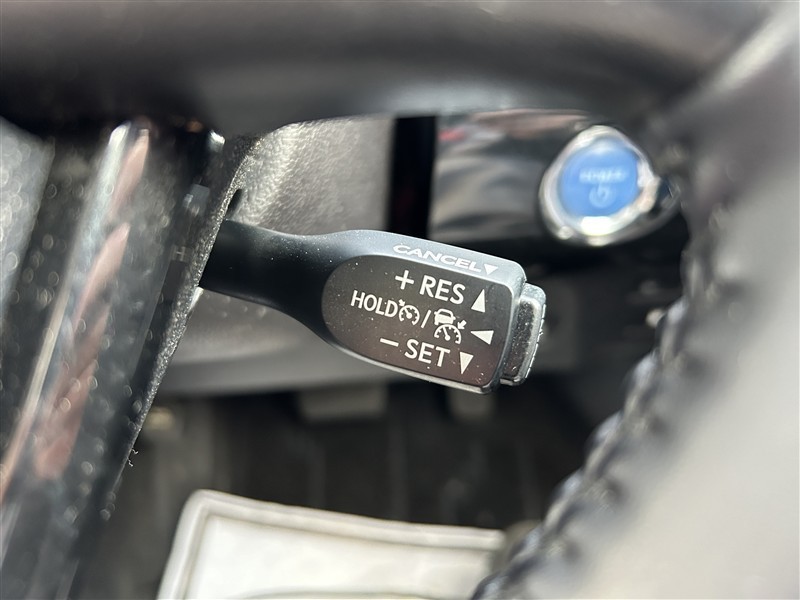 CANCEL▼
+ RES ▲
HOLD / ◀
− SET ▼
H